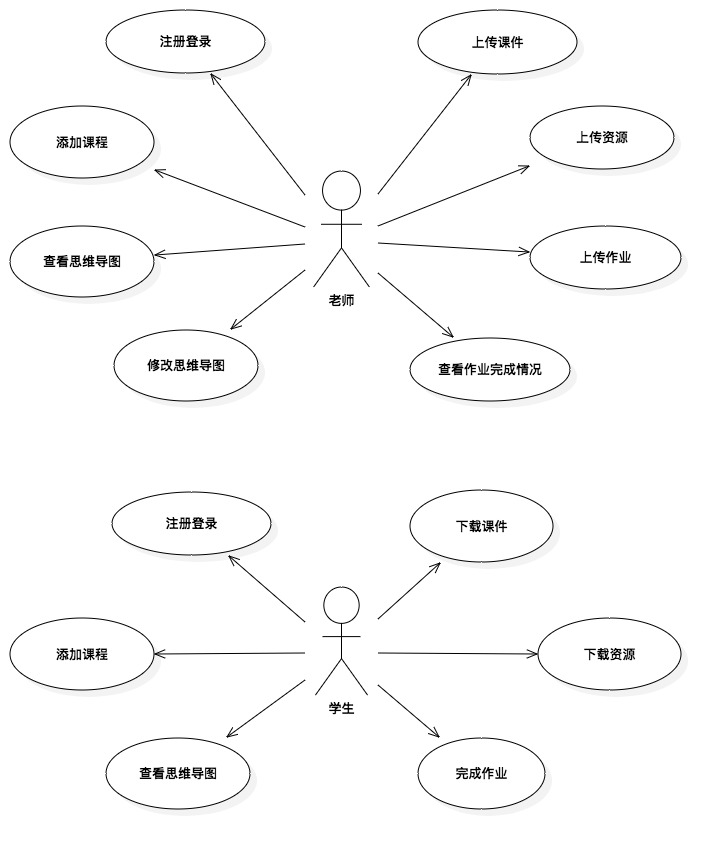 注册登录
上传课件
添加课程
上传资源
查看思维导图
上传作业
老师
修改思维导图
查看作业完成情况
注册登录
下载课件
添加课程
下载资源
学生
查看思维导图
完成作业